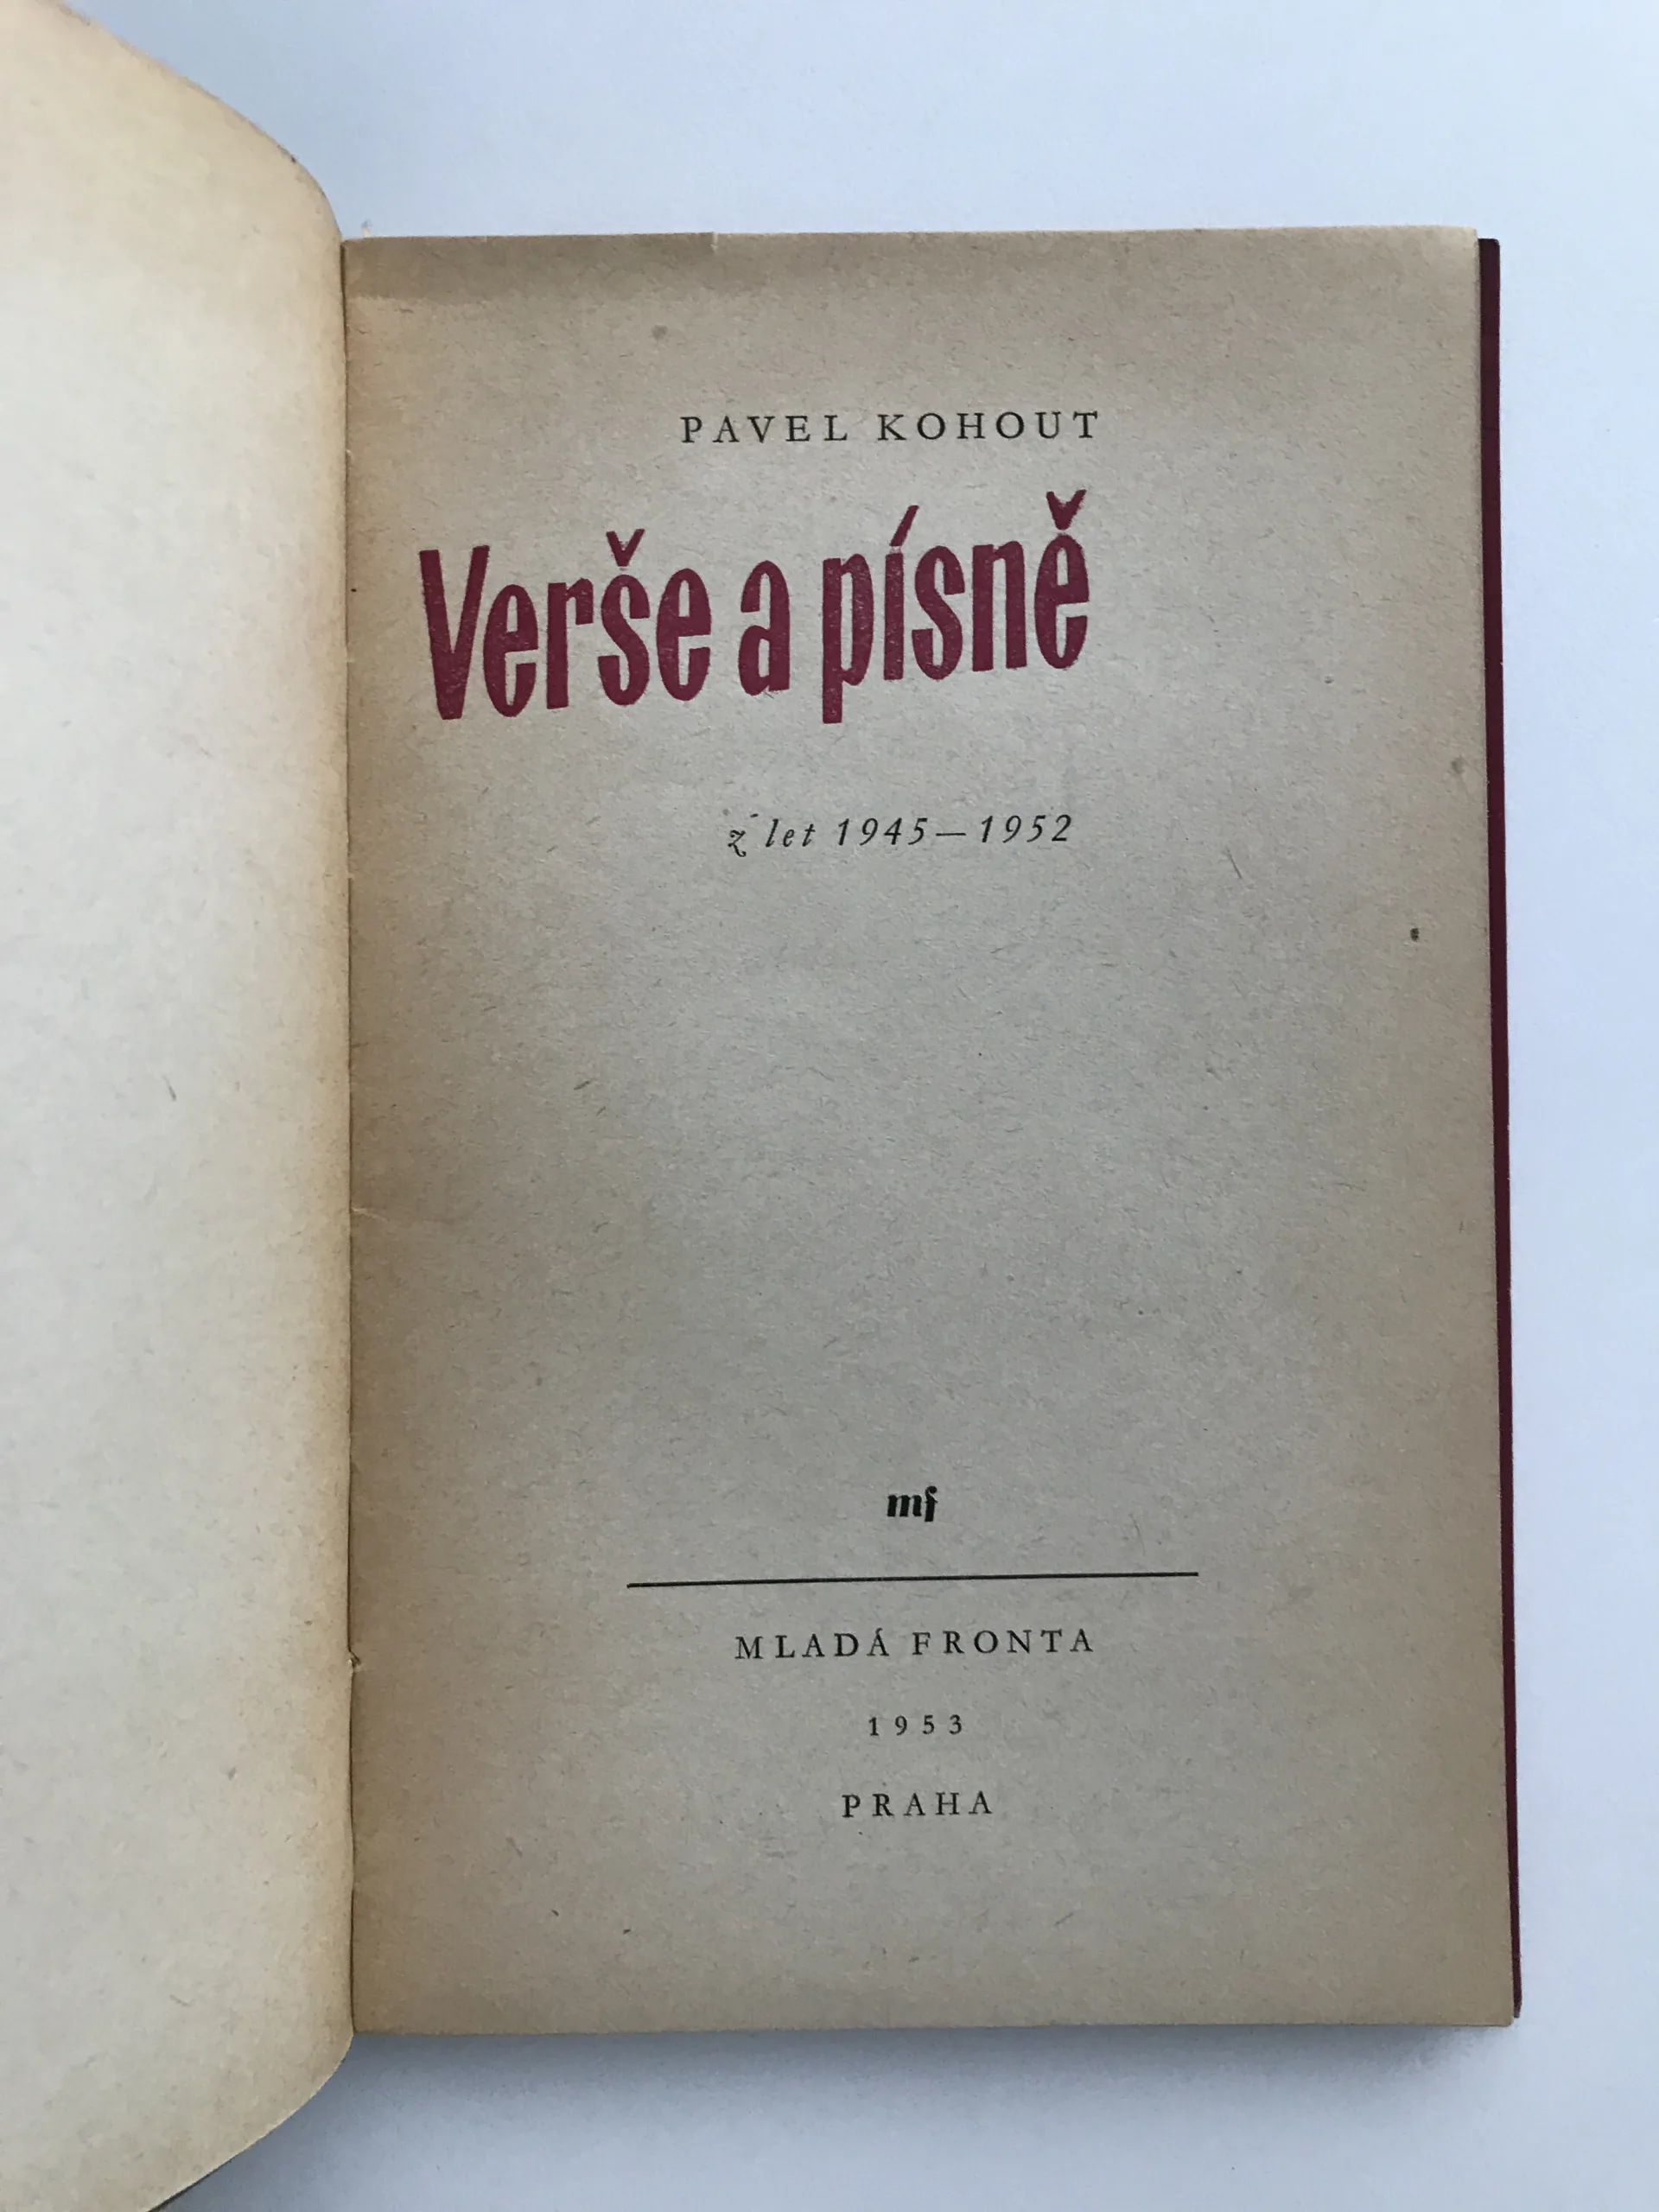 PAVEL KOHOUT
Verše a písně
z let 1945—1952
mf
MLADÁ FRONTA
1953
PRAHA